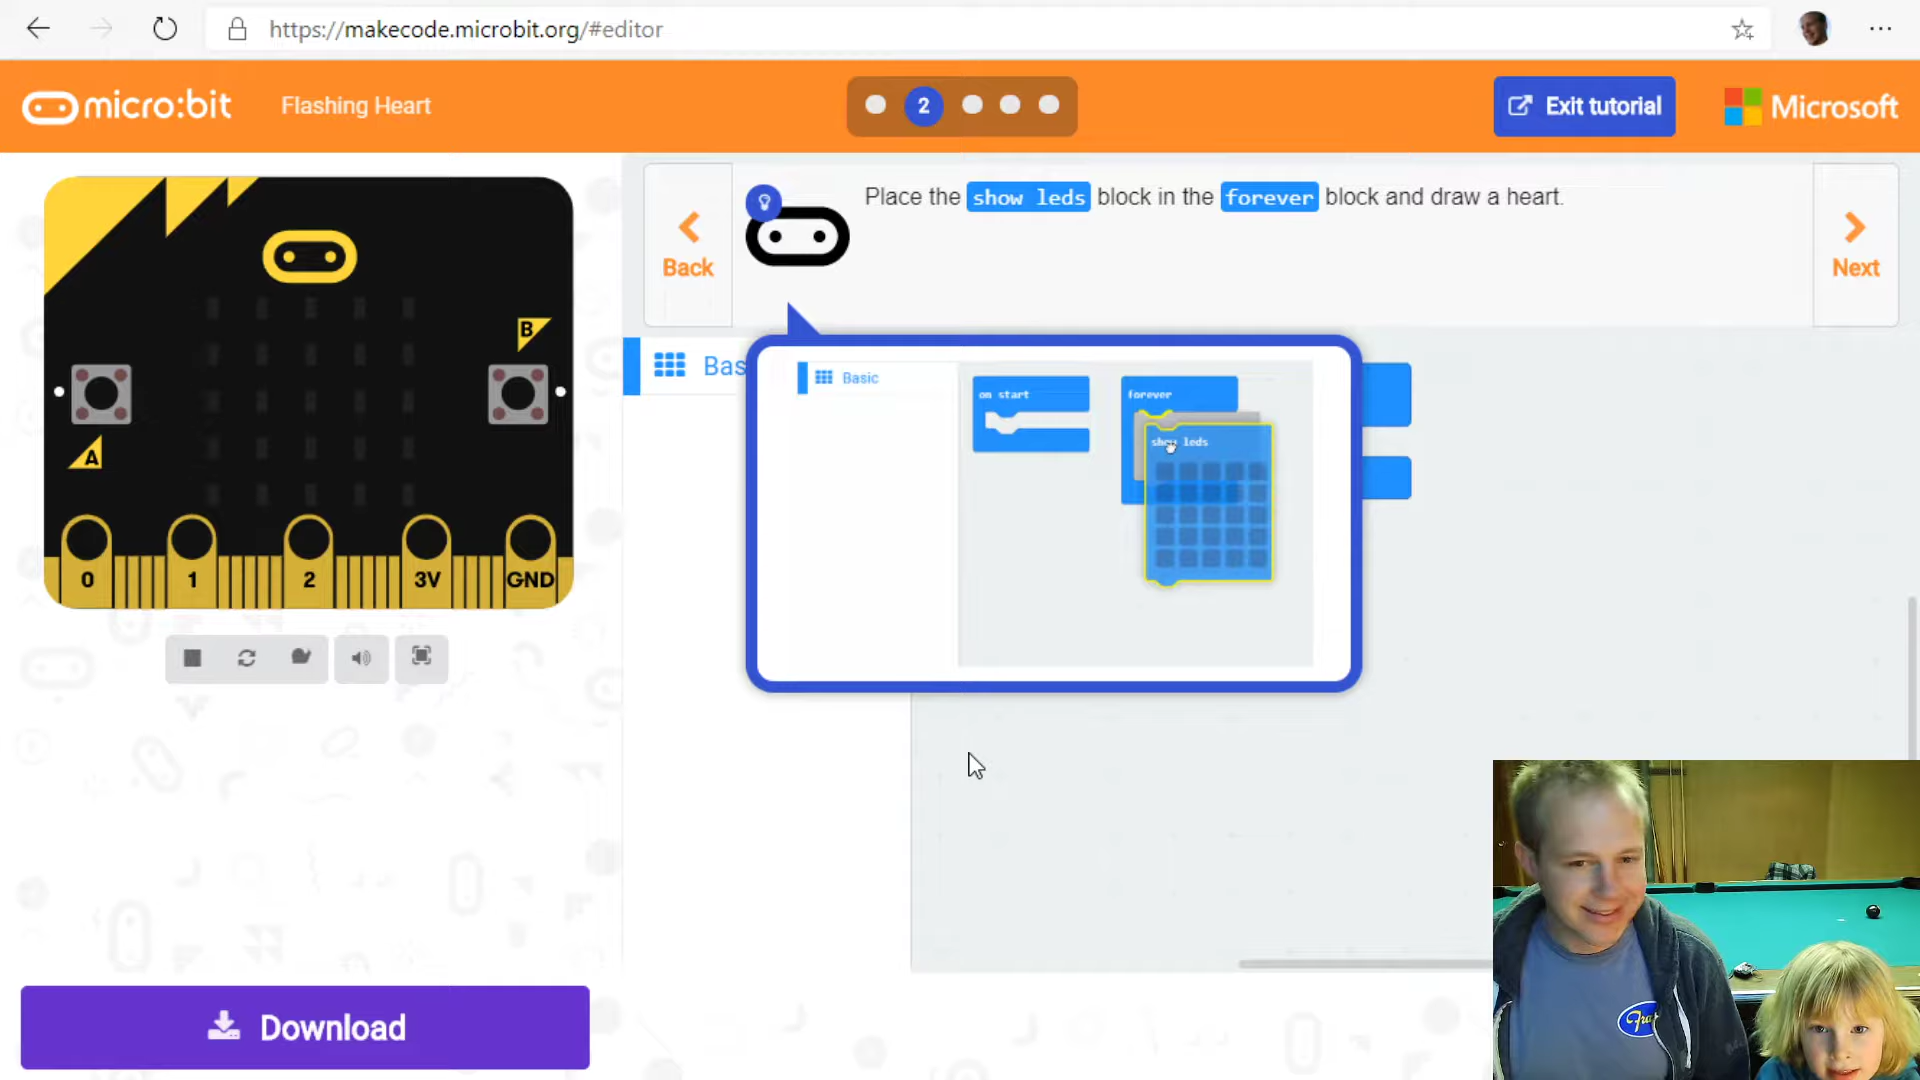 https://makecode.microbit.org/#editor
micro:bit
Flashing Heart
2
Exit tutorial
Microsoft
Back
Place the show leds block in the forever block and draw a heart.
Next
B
A
0
1
2
3V
GND
Bas
Basic
on start
forever
show leds
Download